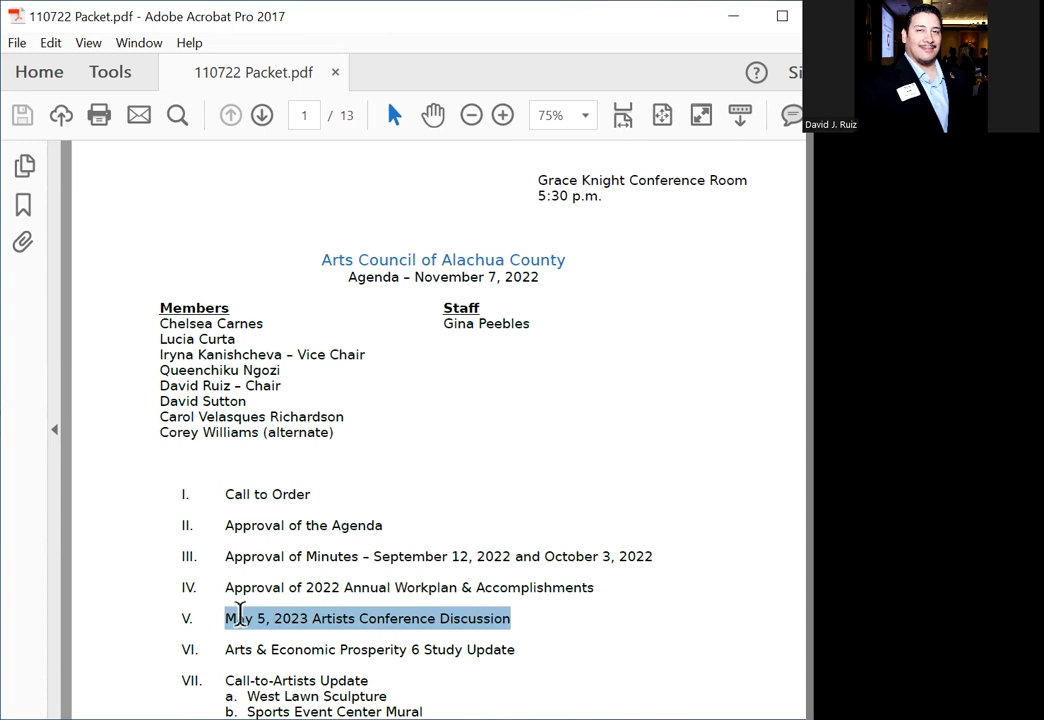 110722 Packet.pdf - Adobe Acrobat Pro 2017
File Edit View Window Help
Home Tools 110722 Packet.pdf × ? Si
1 / 13 75%
David J. Ruiz
Grace Knight Conference Room
5:30 p.m.
Arts Council of Alachua County
Agenda – November 7, 2022
Members Staff
Chelsea Carnes Gina Peebles
Lucia Curta
Iryna Kanishcheva – Vice Chair
Queenchiku Ngozi
David Ruiz – Chair
David Sutton
Carol Velasques Richardson
Corey Williams (alternate)
I. Call to Order
II. Approval of the Agenda
III. Approval of Minutes – September 12, 2022 and October 3, 2022
IV. Approval of 2022 Annual Workplan & Accomplishments
V. May 5, 2023 Artists Conference Discussion
VI. Arts & Economic Prosperity 6 Study Update
VII. Call-to-Artists Update
a. West Lawn Sculpture
b. Sports Event Center Mural